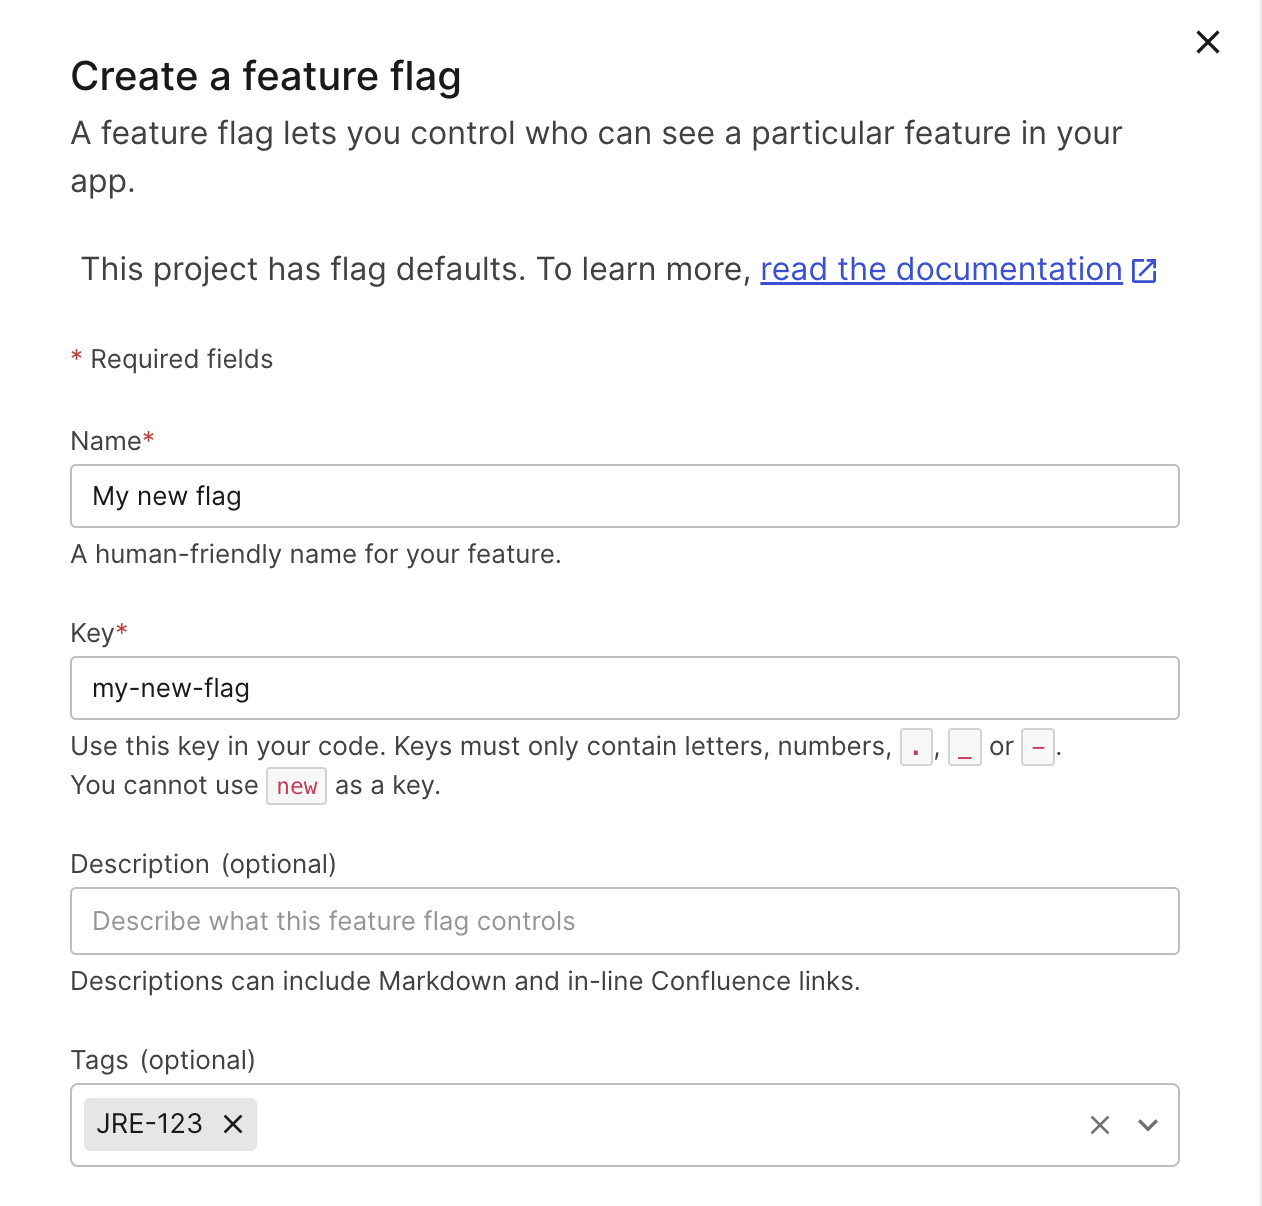 Create a feature flag
A feature flag lets you control who can see a particular feature in your
app.
This project has flag defaults. To learn more, read the documentation
* Required fields
Name*
My new flag
A human-friendly name for your feature.
Key*
my-new-flag
Use this key in your code. Keys must only contain letters, numbers, ., _ or -.
You cannot use new as a key.
Description (optional)
Describe what this feature flag controls
Descriptions can include Markdown and in-line Confluence links.
Tags (optional)
JRE-123